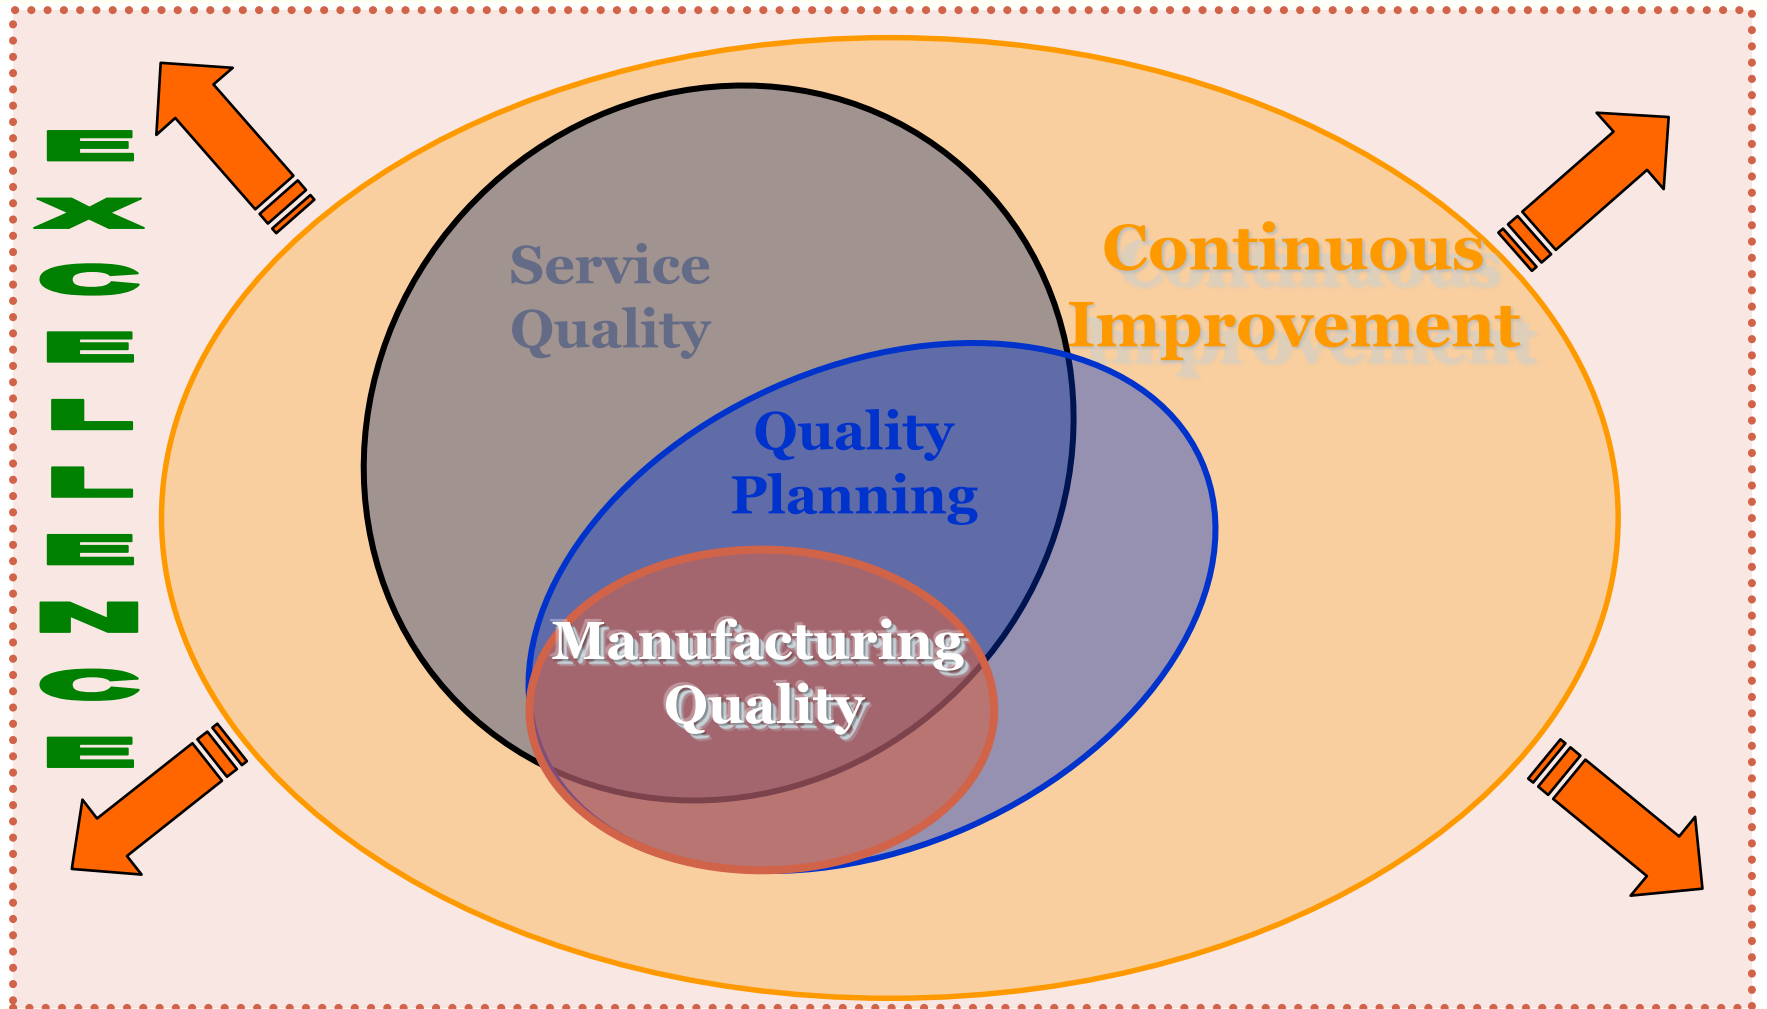 EXCELLENCE
Service
Quality
Continuous
Improvement
Quality
Planning
Manufacturing
Quality